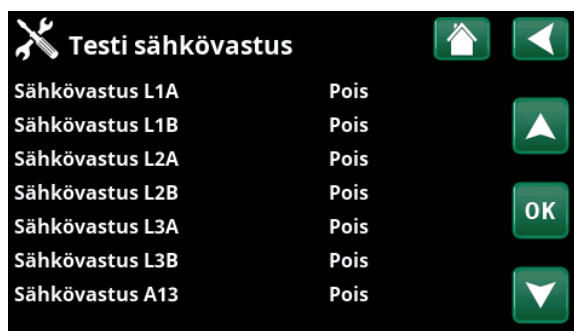 Testi sähkövastus
Sähkövastus L1A Pois
Sähkövastus L1B Pois
Sähkövastus L2A Pois
Sähkövastus L2B Pois
OK
Sähkövastus L3A Pois
Sähkövastus L3B Pois
Sähkövastus A13 Pois